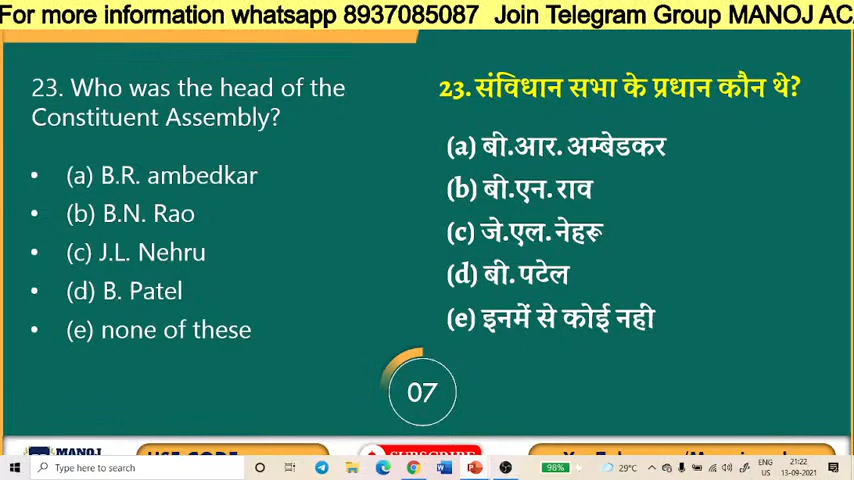 For more information whatsapp 8937085087 Join Telegram Group MANOJ AC
23. Who was the head of the
Constituent Assembly?
• (a) B.R. ambedkar
• (b) B.N. Rao
• (c) J.L. Nehru
• (d) B. Patel
• (e) none of these
23. संविधान सभा के प्रधान कौन थे?
(a) बी.आर. अम्बेडकर
(b) बी.एन. राव
(c) जे.एल. नेहरू
(d) बी. पटेल
(e) इनमें से कोई नहीं
07
MANOJ
USE CODE
SUBSCRIBE
Type here to search
98%
29°C
ENG
US
21:22
13-09-2021